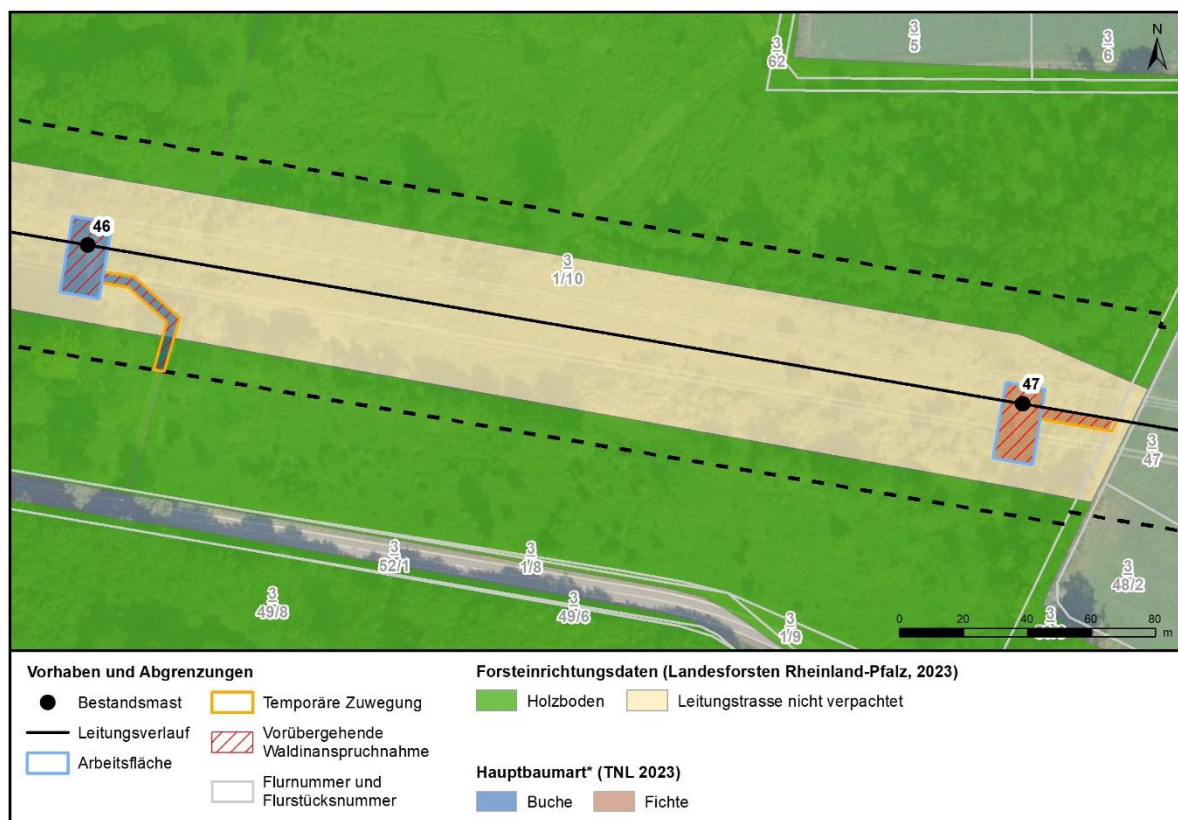 3
62
3
5
3
6
N
46
3
1/10
47
3
47
3
52/1
3
1/8
3
49/8
3
49/6
3
1/9
3
3
48/2
0 20 40 60 80
m
Vorhaben und Abgrenzungen
Bestandsmast
Leitungsverlauf
Arbeitsfläche
Temporäre Zuwegung
Vorübergehende
Waldinanspruchnahme
Flurnummer und
Flurstücksnummer
Forsteinrichtungsdaten (Landesforsten Rheinland-Pfalz, 2023)
Holzboden
Leitungstrasse nicht verpachtet
Hauptbaumart* (TNL 2023)
Buche
Fichte